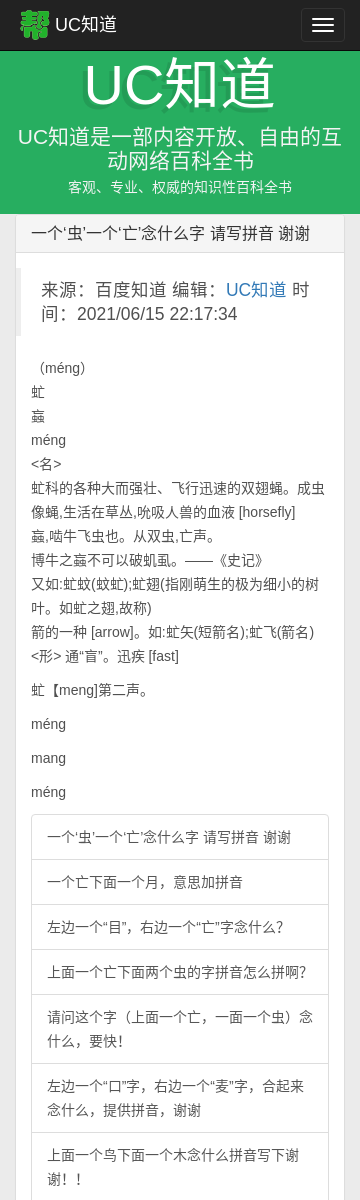 帮 UC知道
UC知道
UC知道是一部内容开放、自由的互
动网络百科全书
客观、专业、权威的知识性百科全书
一个‘虫’一个‘亡’念什么字 请写拼音 谢谢
来源：百度知道 编辑：UC知道 时
间：2021/06/15 22:17:34
（méng）
虻
蝱
méng
<名>
虻科的各种大而强壮、飞行迅速的双翅蝇。成虫
像蝇,生活在草丛,吮吸人兽的血液 [horsefly]
蝱,啮牛飞虫也。从双虫,亡声。
博牛之蝱不可以破虮虱。——《史记》
又如:虻蚊(蚊虻);虻翅(指刚萌生的极为细小的树
叶。如虻之翅,故称)
箭的一种 [arrow]。如:虻矢(短箭名);虻飞(箭名)
<形> 通“盲”。迅疾 [fast]
虻【meng]第二声。
méng
mang
méng
一个‘虫’一个‘亡’念什么字 请写拼音 谢谢
一个亡下面一个月，意思加拼音
左边一个“目”，右边一个“亡”字念什么？
上面一个亡下面两个虫的字拼音怎么拼啊？
请问这个字（上面一个亡，一面一个虫）念
什么，要快！
左边一个“口”字，右边一个“麦”字，合起来
念什么，提供拼音，谢谢
上面一个鸟下面一个木念什么拼音写下谢
谢！！